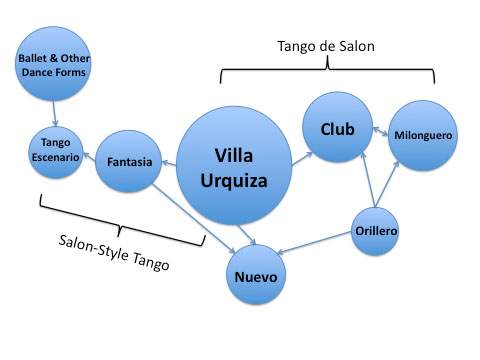 Tango de Salon
Ballet & Other
Dance Forms
Club
Milonguero
Tango
Escenario
Fantasia
Villa
Urquiza
Orillero
Salon-Style Tango
Nuevo